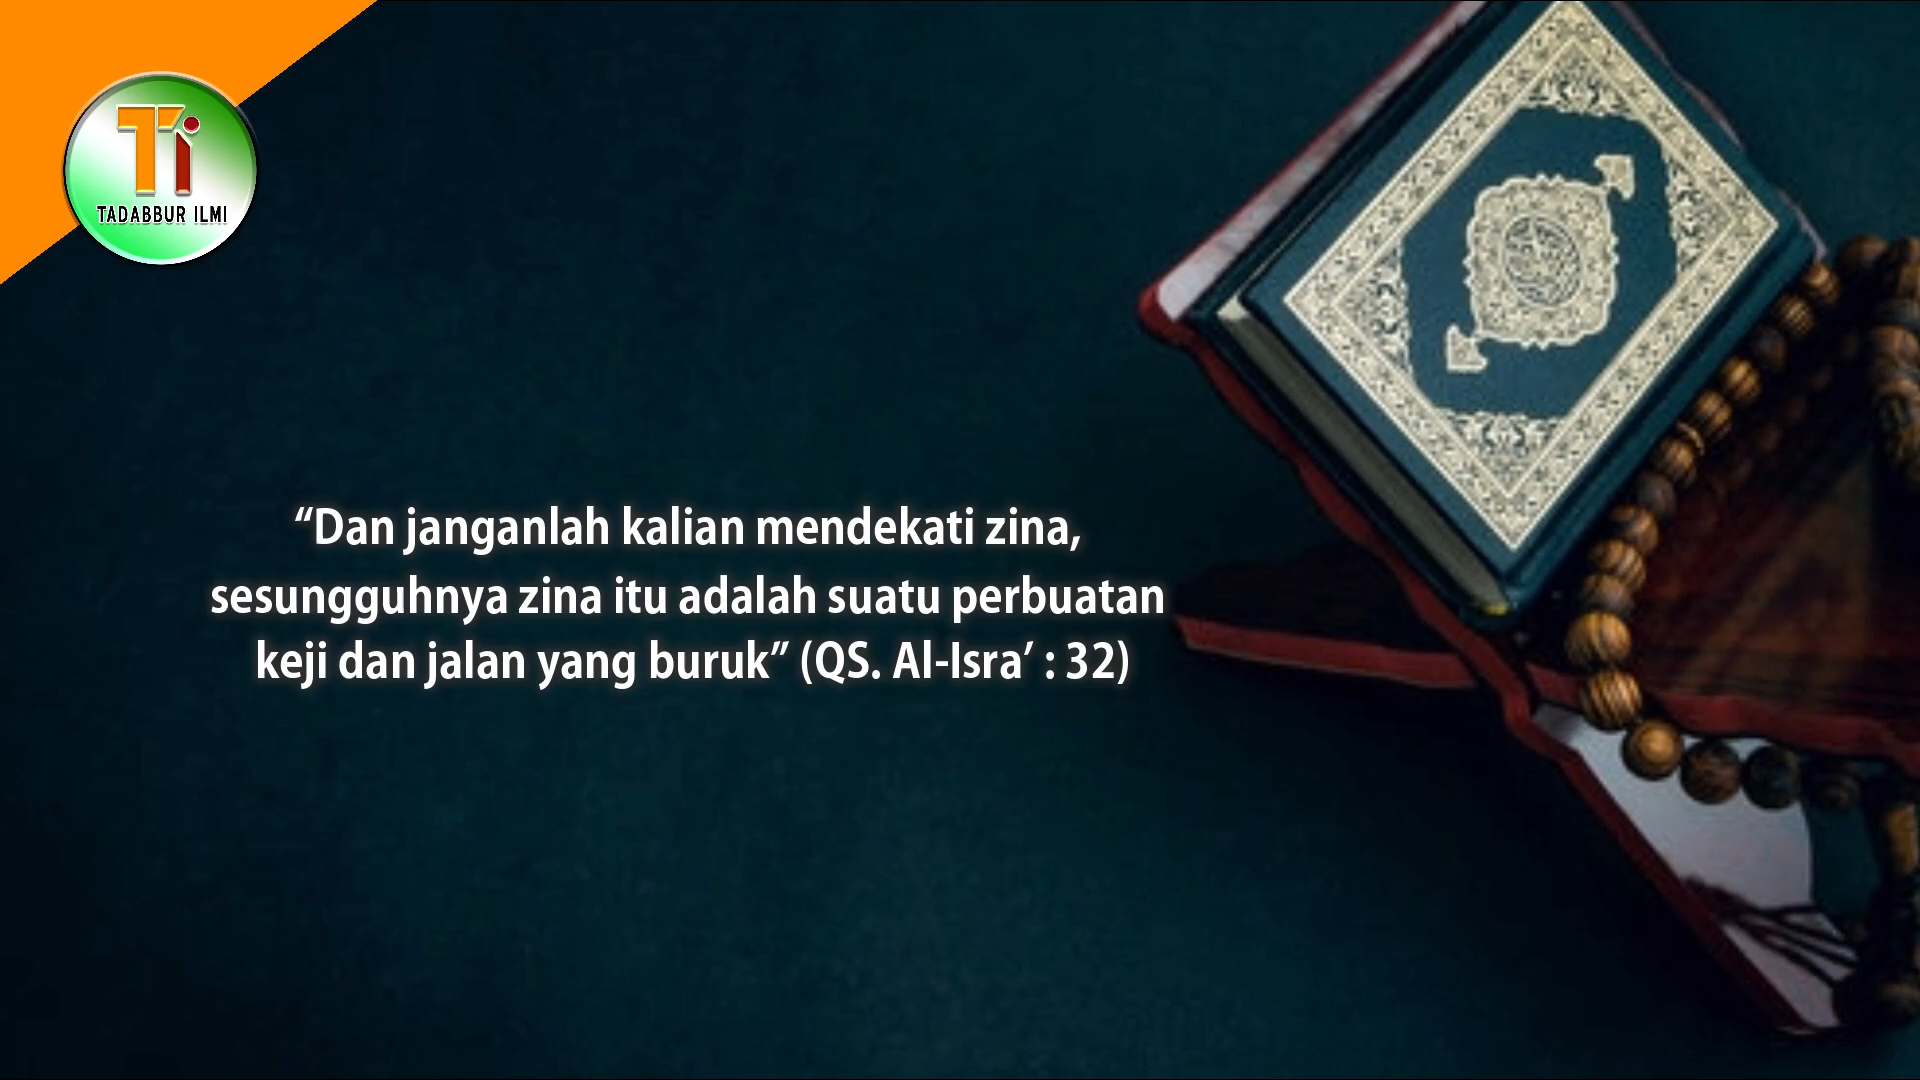 Ti
TADABBUR ILMI
“Dan janganlah kalian mendekati zina,
sesungguhnya zina itu adalah suatu perbuatan
keji dan jalan yang buruk” (QS. Al-Isra’ : 32)